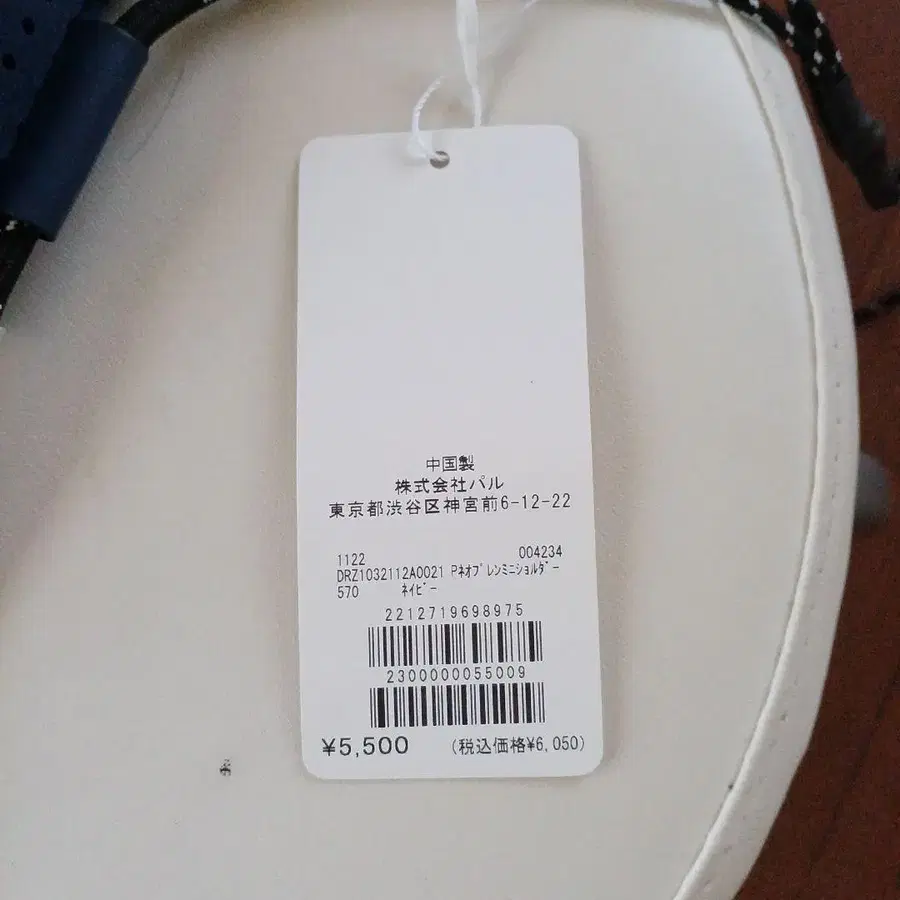 中国製
株式会社パル
東京都渋谷区神宮前6-12-22
1122 004234
DRZ1032112A0021 Pネオプレンミニショルダー
570 ネイビー
2212719698975
2300000055009
¥5,500 (税込価格¥6,050)